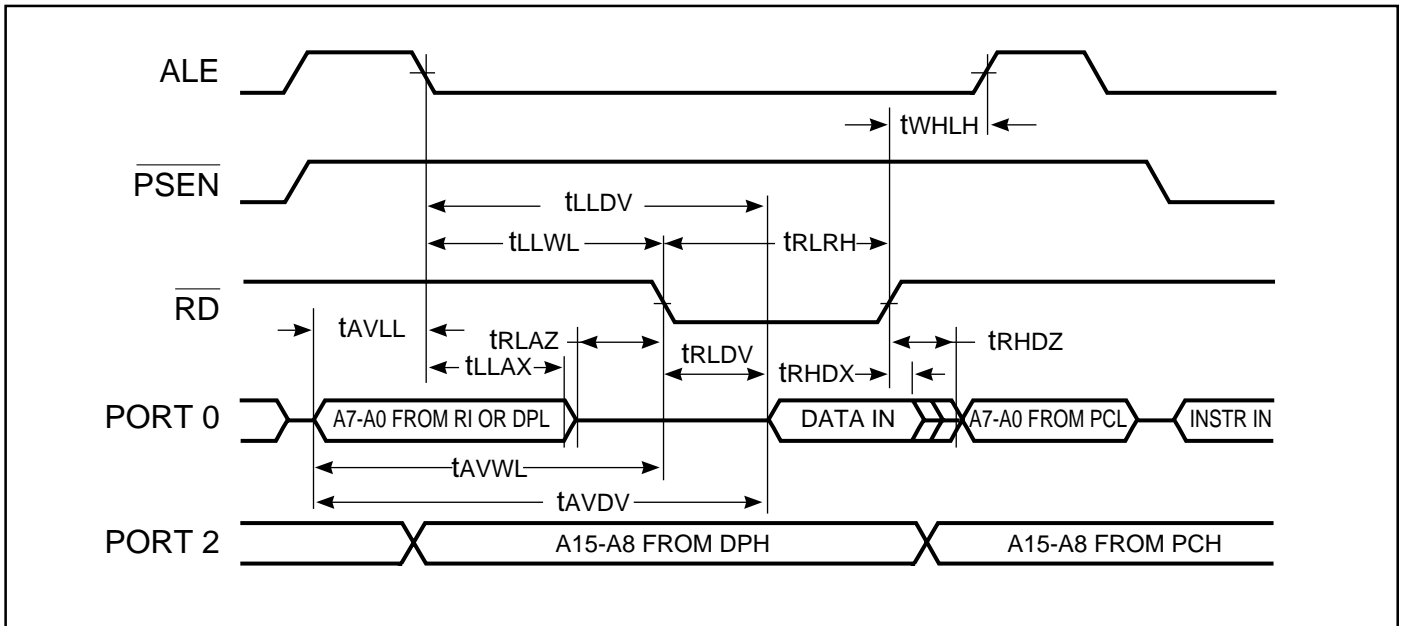 ALE
tWHLH
PSEN
tLLDV
tLLWL
tRLRH
RD
tAVLL
tRLAZ
tRLDV
tRHDZ
tLLAX
tRHDX
PORT 0
A7-A0 FROM RI OR DPL
DATA IN
A7-A0 FROM PCL
INSTR IN
tAVWL
tAVDV
PORT 2
A15-A8 FROM DPH
A15-A8 FROM PCH